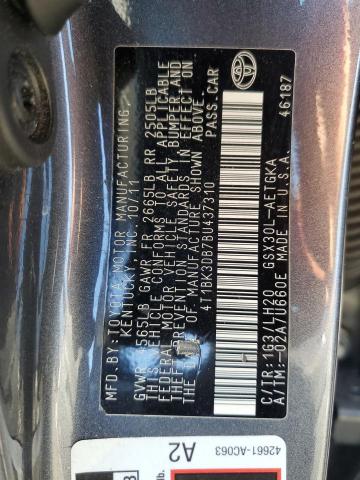 MFD.BY:TOYOTA MOTOR MANUFACTURING,
KENTUCKY, INC. 10/11
GVWR 4565LB GAWR FR 2665LB RR 2505LB
THIS VEHICLE CONFORMS TO ALL APPLICABLE
FEDERAL MOTOR VEHICLE SAFETY, BUMPER,AND
THEFT PREVENTION STANDARDS IN EFFECT ON
THE DATE OF MANUFACTURE SHOWN ABOVE.
4T1BK3DB7BU437310 PASS.CAR
C/TR:1G3/LH20 GSX30L-AETGKA
A/TM:-02A/U660E MADE IN U.S.A.
46187
42661-AC063
A2